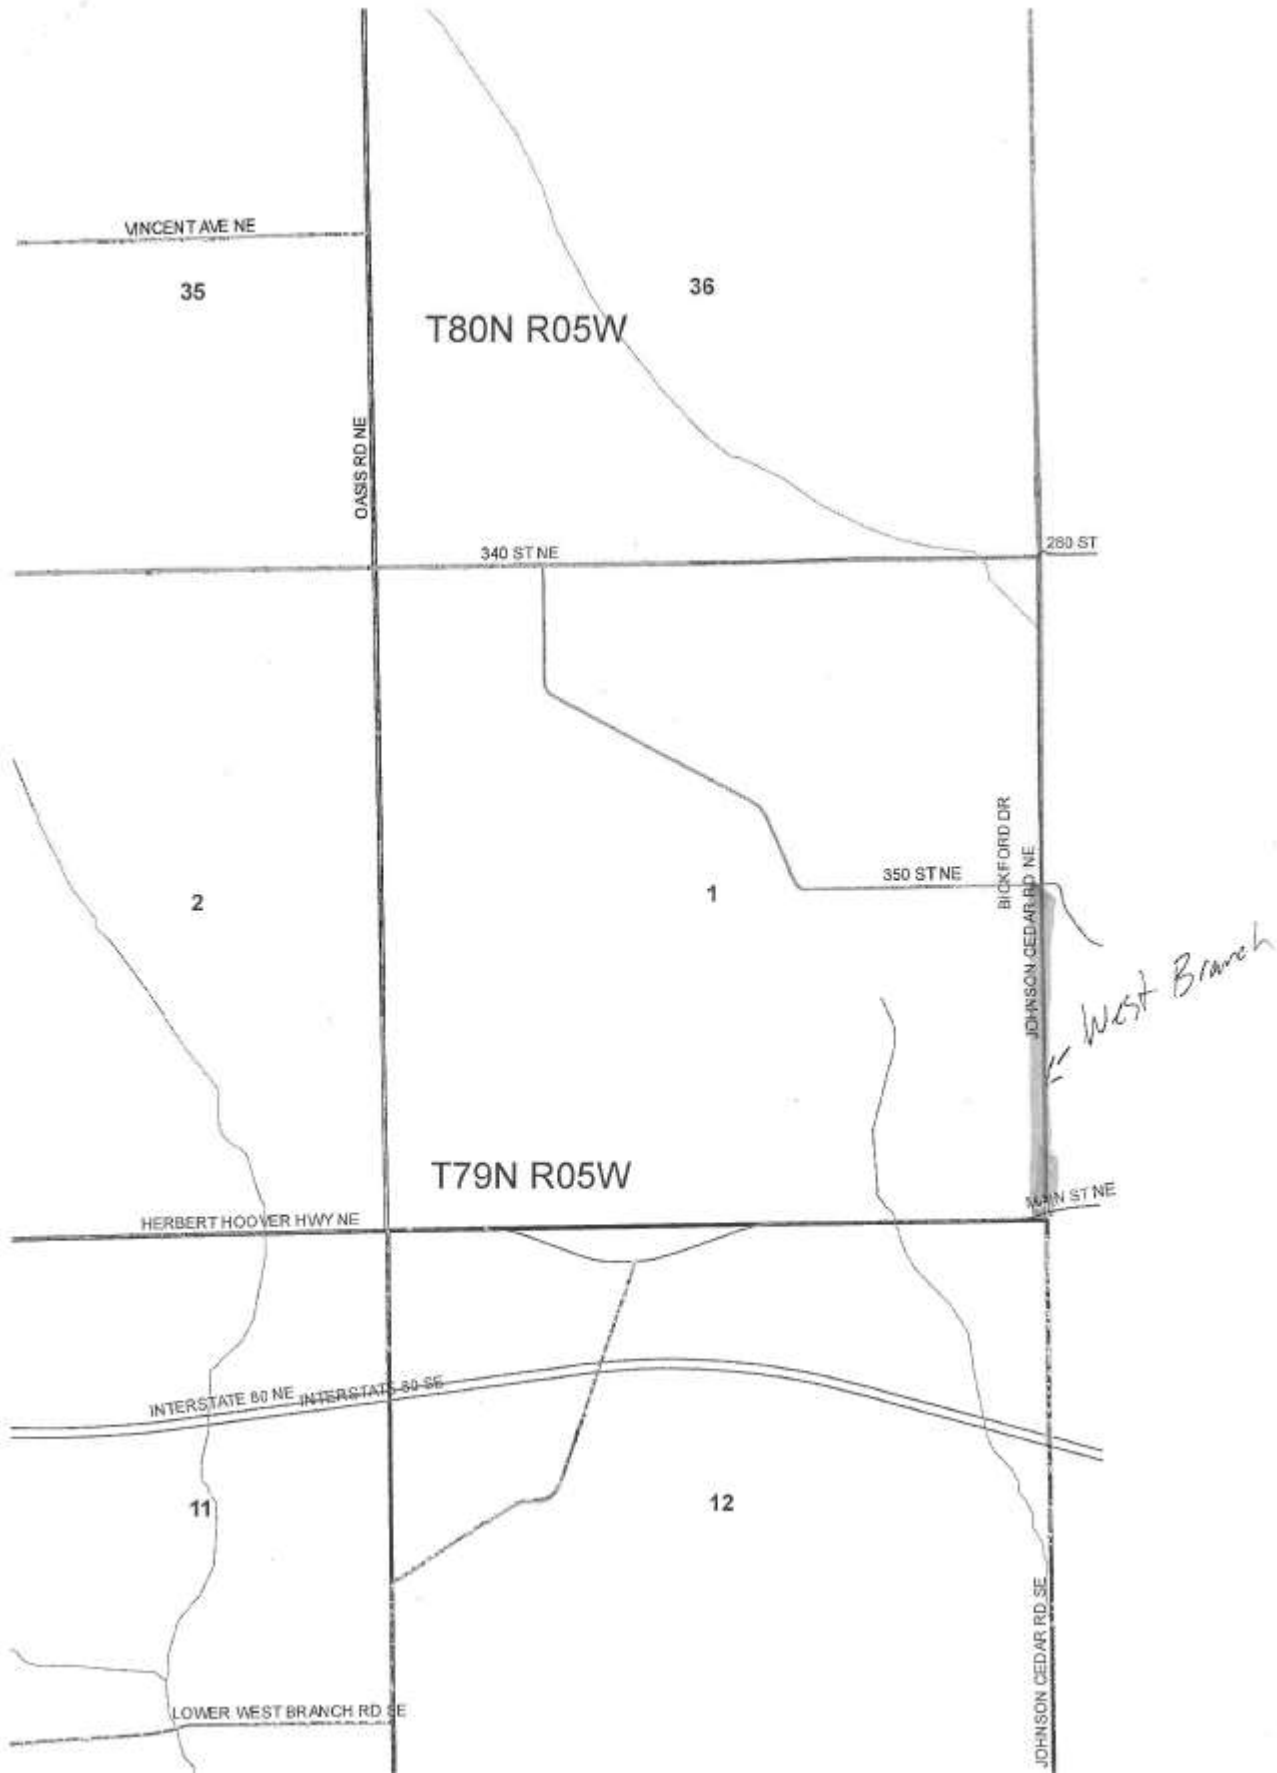 VINCENT AVE NE
35
36
T80N R05W
OASIS RD NE
340 ST NE
280 ST
BICKFORD DR
JOHNSON CEDAR RD NE
350 ST NE
2
1
West Branch
T79N R05W
MAIN ST NE
HERBERT HOOVER HWY NE
INTERSTATE 80 NE
INTERSTATE 80 SE
11
12
JOHNSON CEDAR RD SE
LOWER WEST BRANCH RD SE